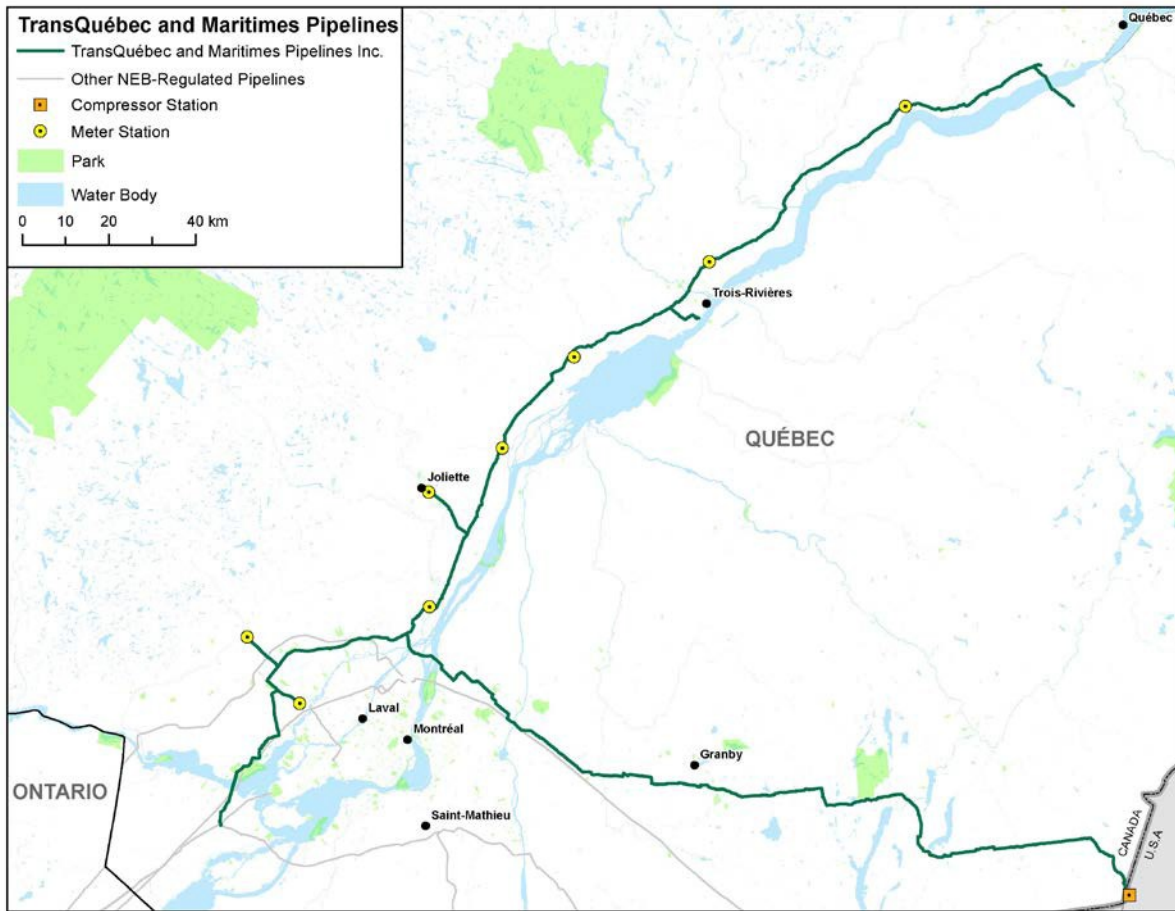 TransQuébec and Maritimes Pipelines
TransQuébec and Maritimes Pipelines Inc.
Other NEB-Regulated Pipelines
Compressor Station
Meter Station
Park
Water Body
0 10 20 40 km
Québec
Trois-Rivières
QUÉBEC
Joliette
Laval
Montréal
Granby
ONTARIO
Saint-Mathieu
CANADA
U.S.A